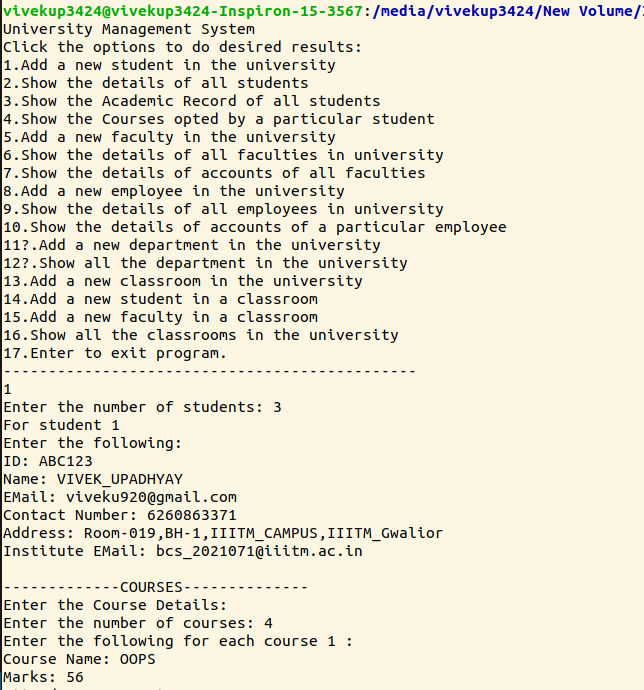 vivekup3424@vivekup3424-Inspiron-15-3567:/media/vivekup3424/New Volume/
University Management System
Click the options to do desired results:
1.Add a new student in the university
2.Show the details of all students
3.Show the Academic Record of all students
4.Show the Courses opted by a particular student
5.Add a new faculty in the university
6.Show the details of all faculties in university
7.Show the details of accounts of all faculties
8.Add a new employee in the university
9.Show the details of all employees in university
10.Show the details of accounts of a particular employee
11?.Add a new department in the university
12?.Show all the department in the university
13.Add a new classroom in the university
14.Add a new student in a classroom
15.Add a new faculty in a classroom
16.Show all the classrooms in the university
17.Enter to exit program.
----------------------------------------------
1
Enter the number of students: 3
For student 1
Enter the following:
ID: ABC123
Name: VIVEK_UPADHYAY
EMail: viveku920@gmail.com
Contact Number: 6260863371
Address: Room-019,BH-1,IIITM_CAMPUS,IIITM_Gwalior
Institute EMail: bcs_2021071@iiitm.ac.in
-------------COURSES--------------
Enter the Course Details:
Enter the number of courses: 4
Enter the following for each course 1 :
Course Name: OOPS
Marks: 56